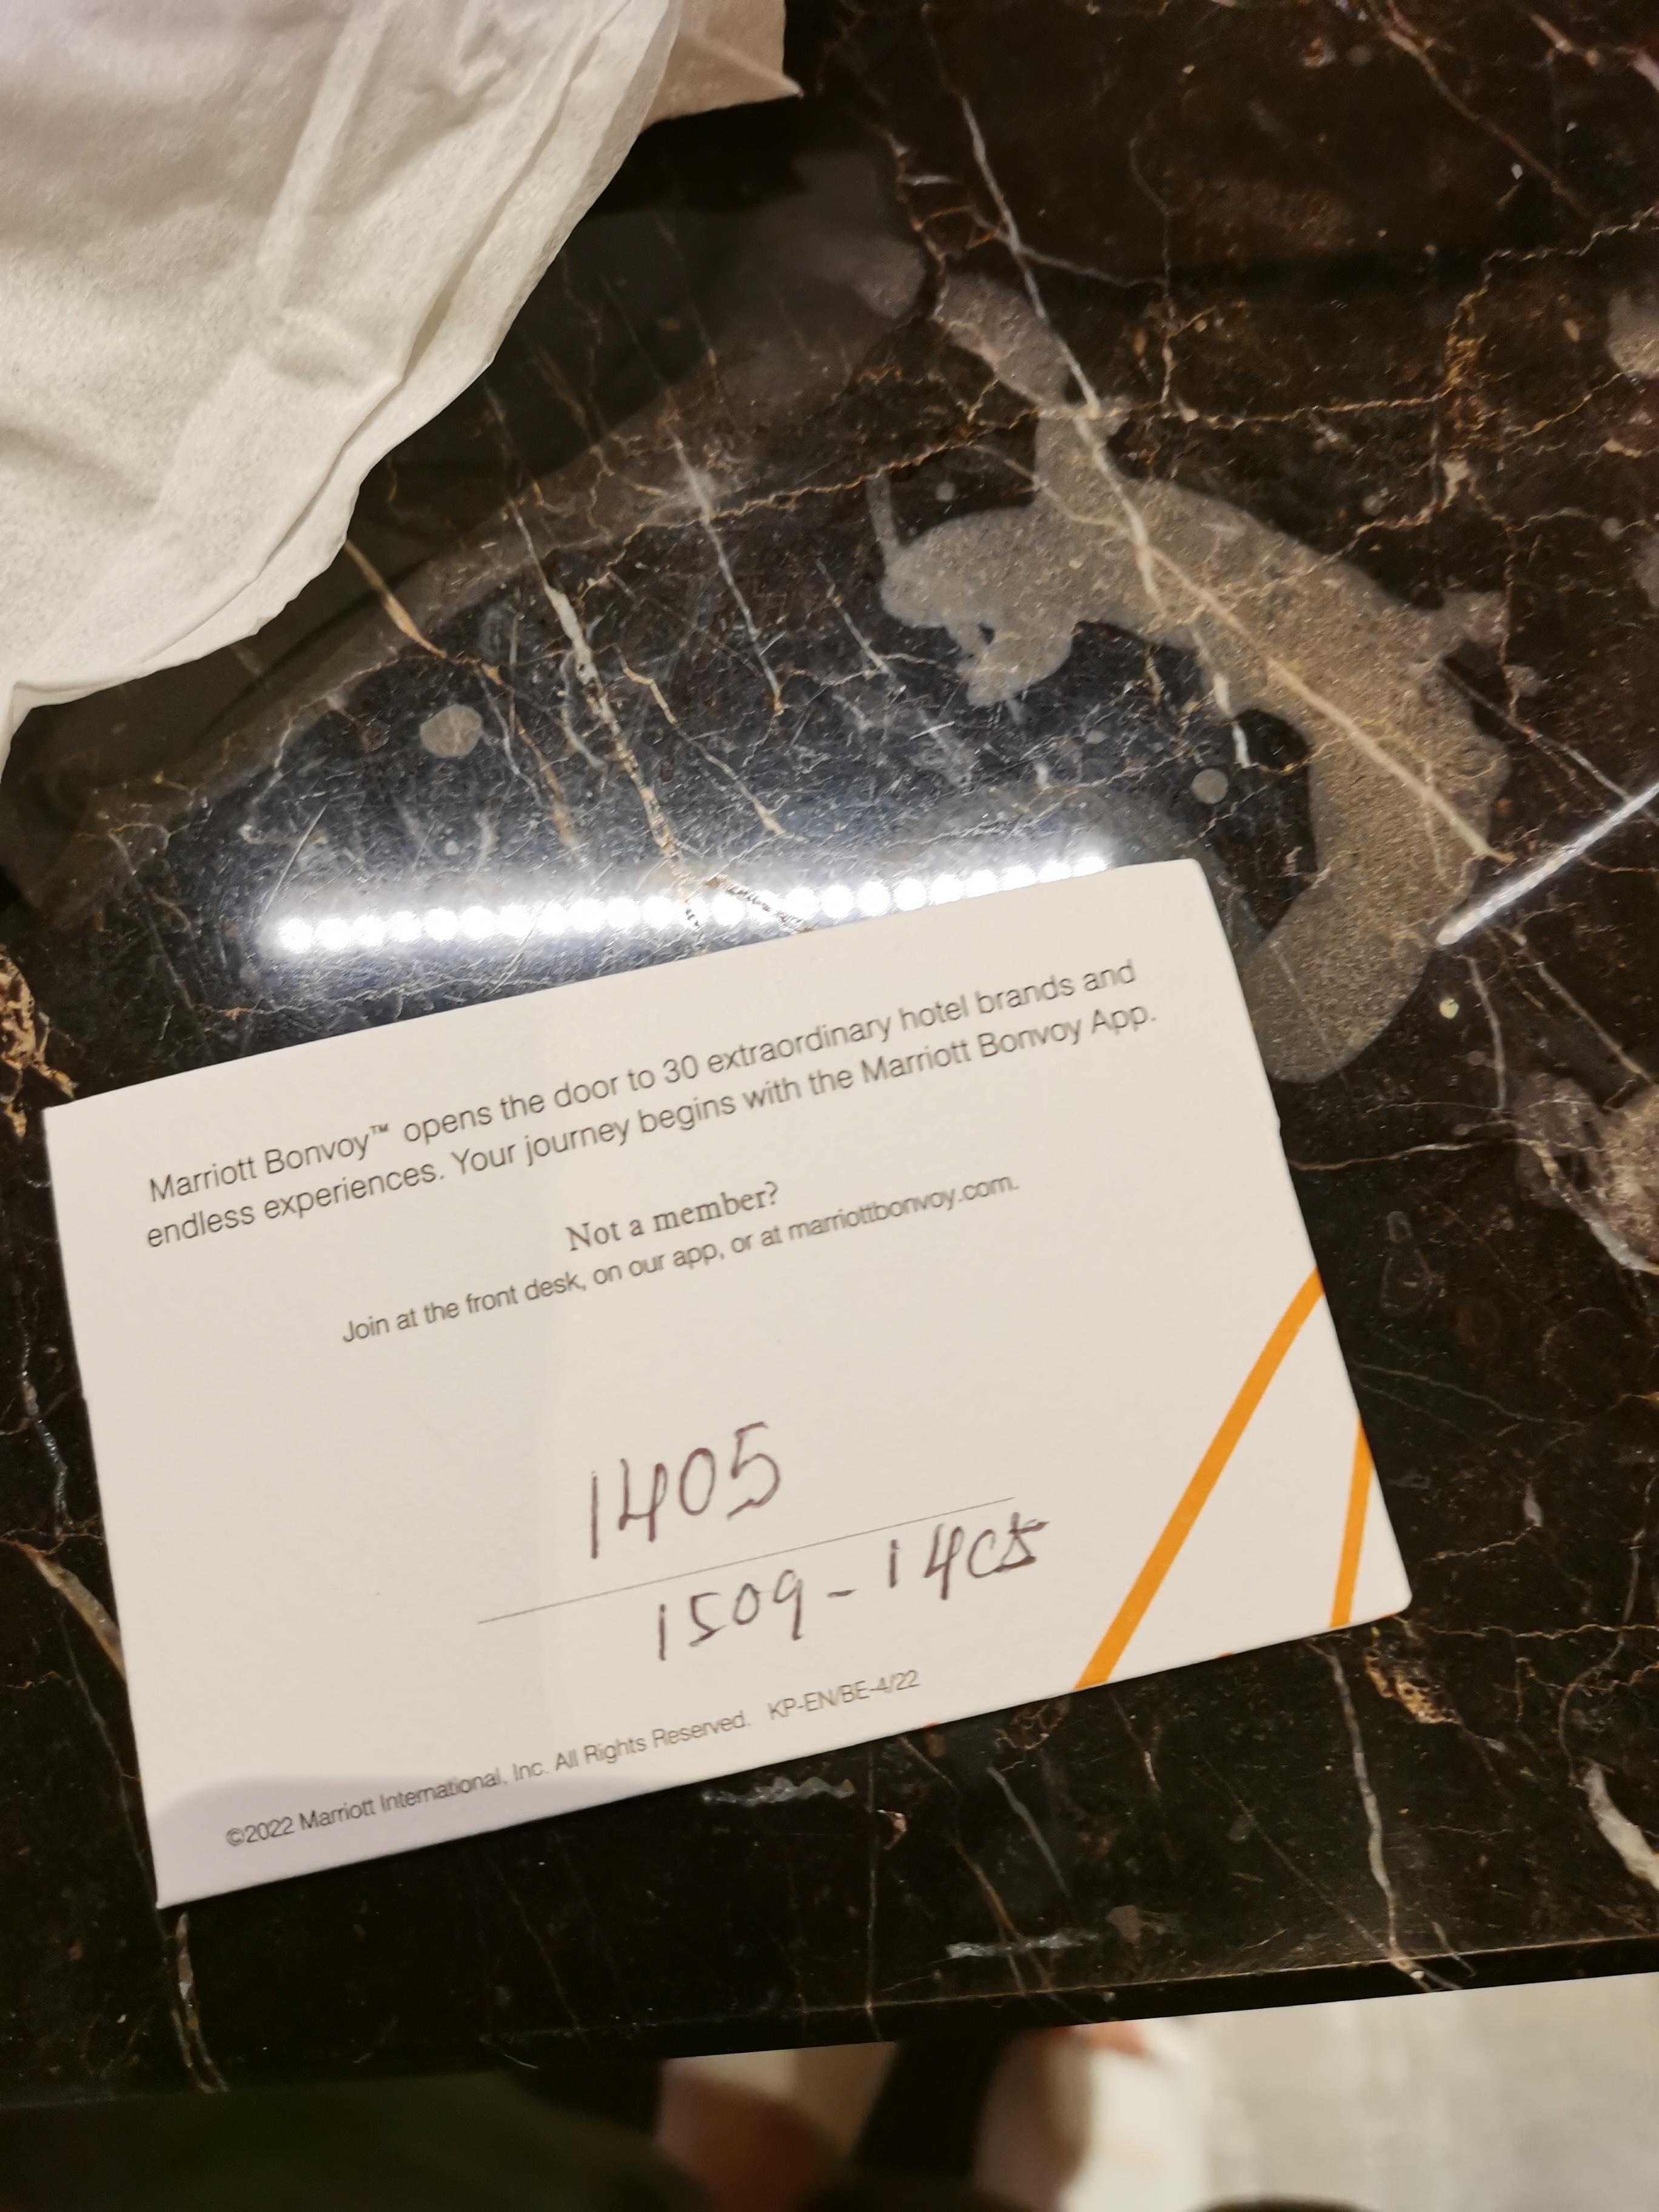 Marriott Bonvoy™ opens the door to 30 extraordinary hotel brands and
endless experiences. Your journey begins with the Marriott Bonvoy App.
Not a member?
Join at the front desk, on our app, or at marriottbonvoy.com.
1405
1509-1405
©2022 Marriott International, Inc. All Rights Reserved. KP-EN/BE-4/22